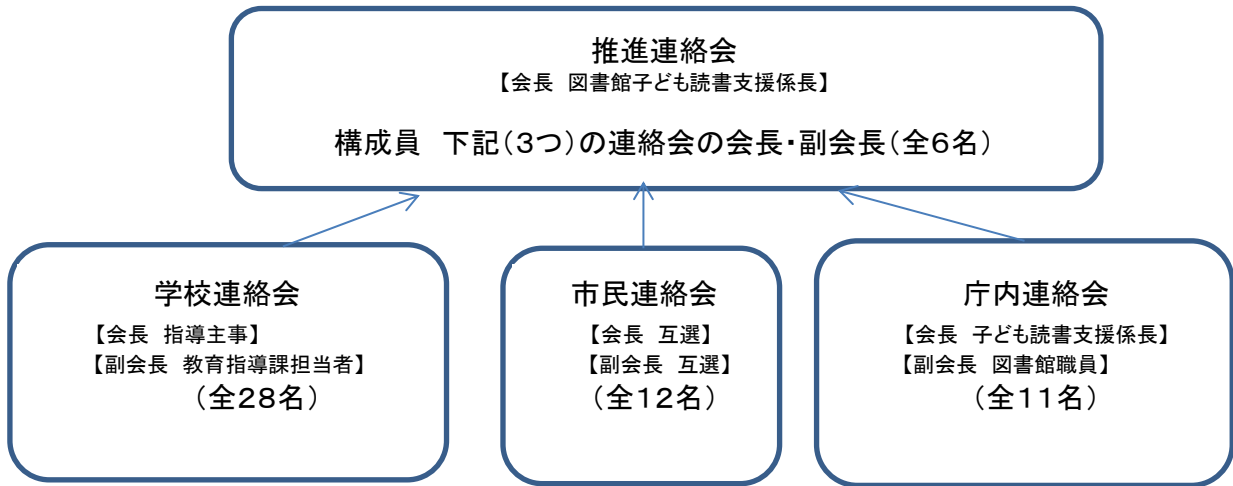 推進連絡会
【会長 図書館子ども読書支援係長】
構成員 下記(3つ)の連絡会の会長・副会長(全6名)
学校連絡会
【会長 指導主事】
【副会長 教育指導課担当者】
(全28名)
市民連絡会
【会長 互選】
【副会長 互選】
(全12名)
庁内連絡会
【会長 子ども読書支援係長】
【副会長 図書館職員】
(全11名)